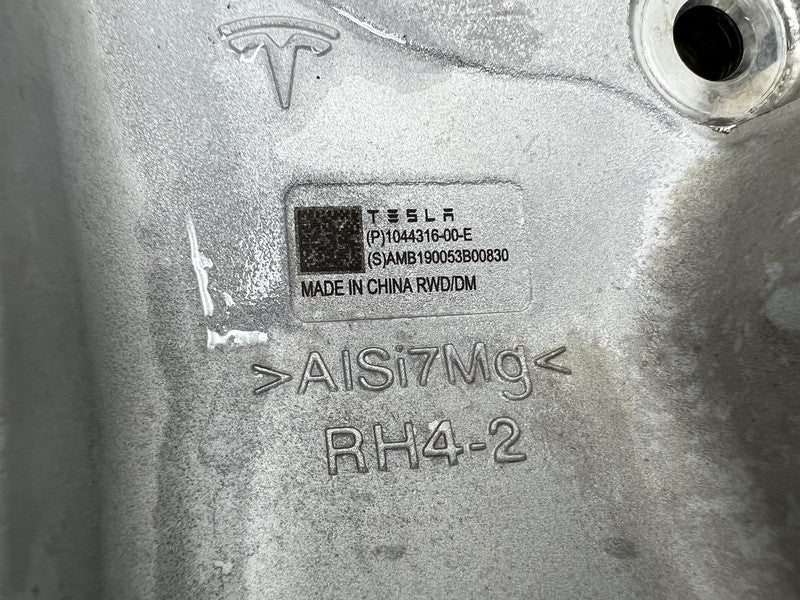 TESLA
(P)1044316-00-E
(S)AMB190053B00830
MADE IN CHINA RWD/DM
>AlSi7Mg<
RH4-2